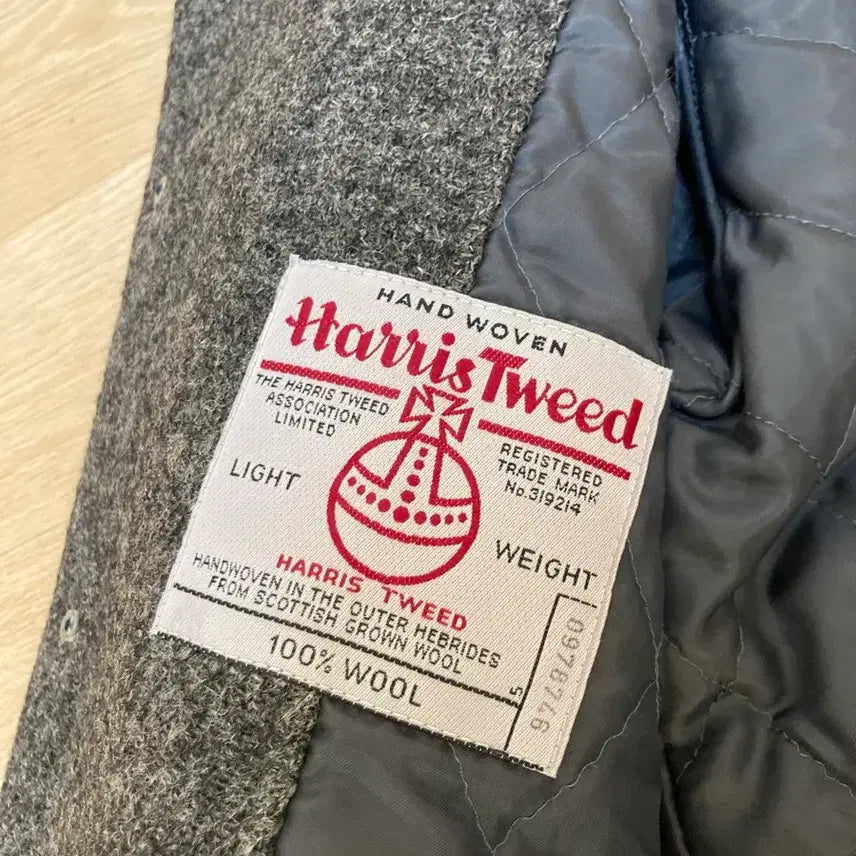 HAND WOVEN
Harris Tweed
THE HARRIS TWEED
ASSOCIATION
LIMITED
REGISTERED
TRADE MARK
No.319214
LIGHT
WEIGHT
HARRIS TWEED
HANDWOVEN IN THE OUTER HEBRIDES
FROM SCOTTISH GROWN WOOL
100% WOOL
5
0978746